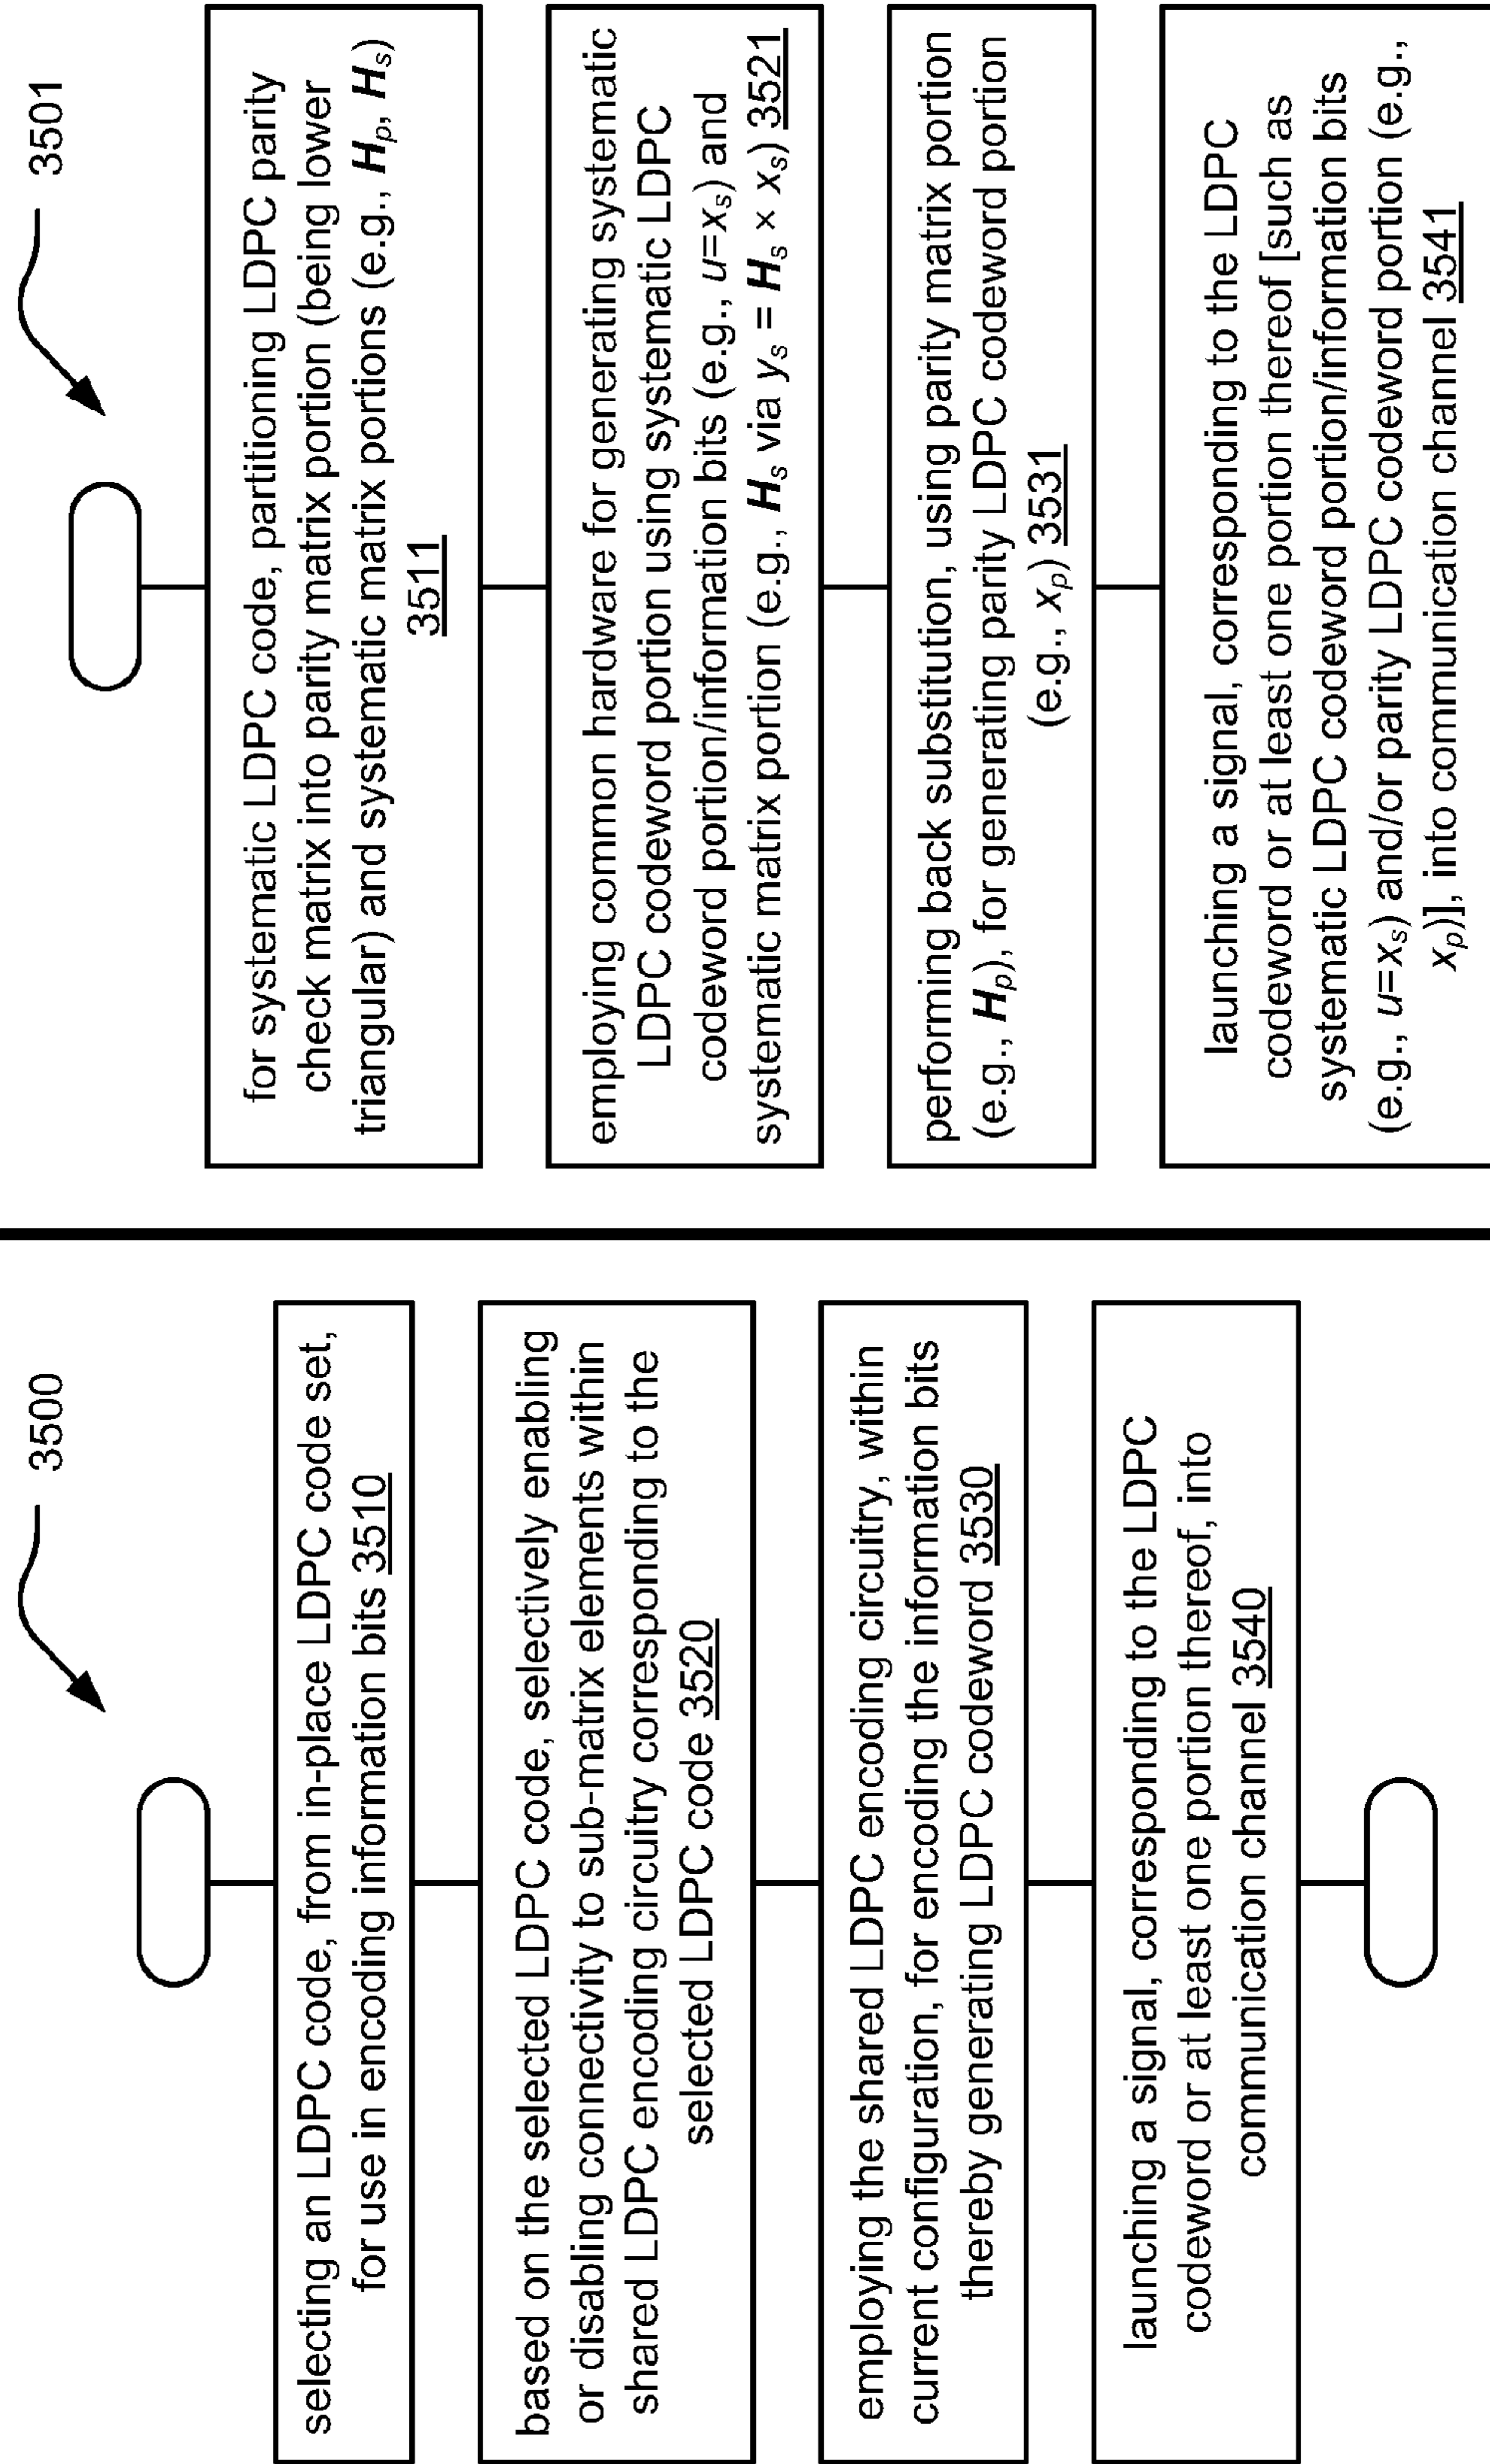 3500
selecting an LDPC code, from in-place LDPC code set,
for use in encoding information bits 3510
based on the selected LDPC code, selectively enabling
or disabling connectivity to sub-matrix elements within
shared LDPC encoding circuitry corresponding to the
selected LDPC code 3520
employing the shared LDPC encoding circuitry, within
current configuration, for encoding the information bits
thereby generating LDPC codeword 3530
launching a signal, corresponding to the LDPC
codeword or at least one portion thereof, into
communication channel 3540
3501
for systematic LDPC code, partitioning LDPC parity
check matrix into parity matrix portion (being lower
triangular) and systematic matrix portions (e.g., Hp, Hs)
3511
employing common hardware for generating systematic
LDPC codeword portion using systematic LDPC
codeword portion/information bits (e.g., u=xs) and
systematic matrix portion (e.g., Hs via ys = Hs × xs) 3521
performing back substitution, using parity matrix portion
(e.g., Hp), for generating parity LDPC codeword portion
(e.g., xp) 3531
launching a signal, corresponding to the LDPC
codeword or at least one portion thereof [such as
systematic LDPC codeword portion/information bits
(e.g., u=xs) and/or parity LDPC codeword portion (e.g.,
xp)], into communication channel 3541